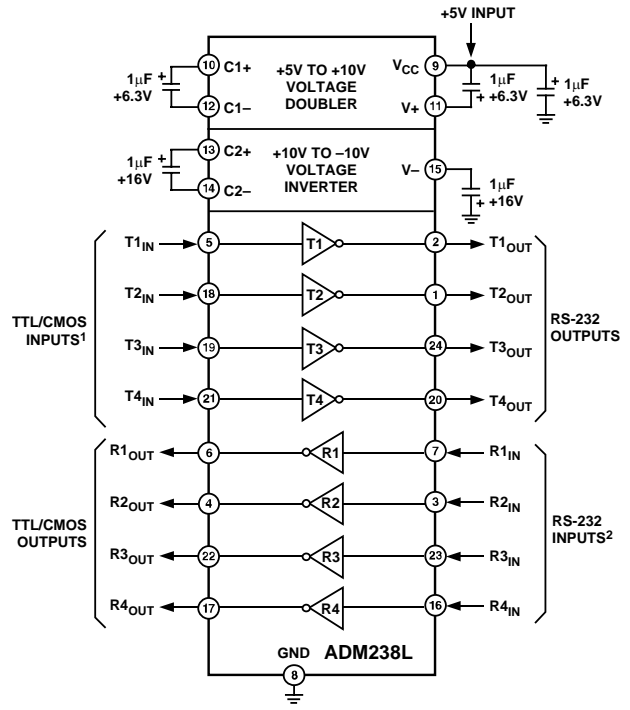 +5V INPUT
1μF
+6.3V
+
10
C1+
12
C1–
+5V TO +10V
VOLTAGE
DOUBLER
VCC
9
V+
11
+
1μF
+6.3V
+
1μF
+6.3V
1μF
+16V
+
13
C2+
14
C2–
+10V TO –10V
VOLTAGE
INVERTER
V–
15
+
1μF
+16V
TTL/CMOS
INPUTS1
T1IN 5 T1 2 T1OUT
T2IN 18 T2 1 T2OUT
T3IN 19 T3 24 T3OUT
T4IN 21 T4 20 T4OUT
RS-232
OUTPUTS
TTL/CMOS
OUTPUTS
R1OUT 6 R1 7 R1IN
R2OUT 4 R2 3 R2IN
R3OUT 22 R3 23 R3IN
R4OUT 17 R4 16 R4IN
RS-232
INPUTS2
GND
8
ADM238L